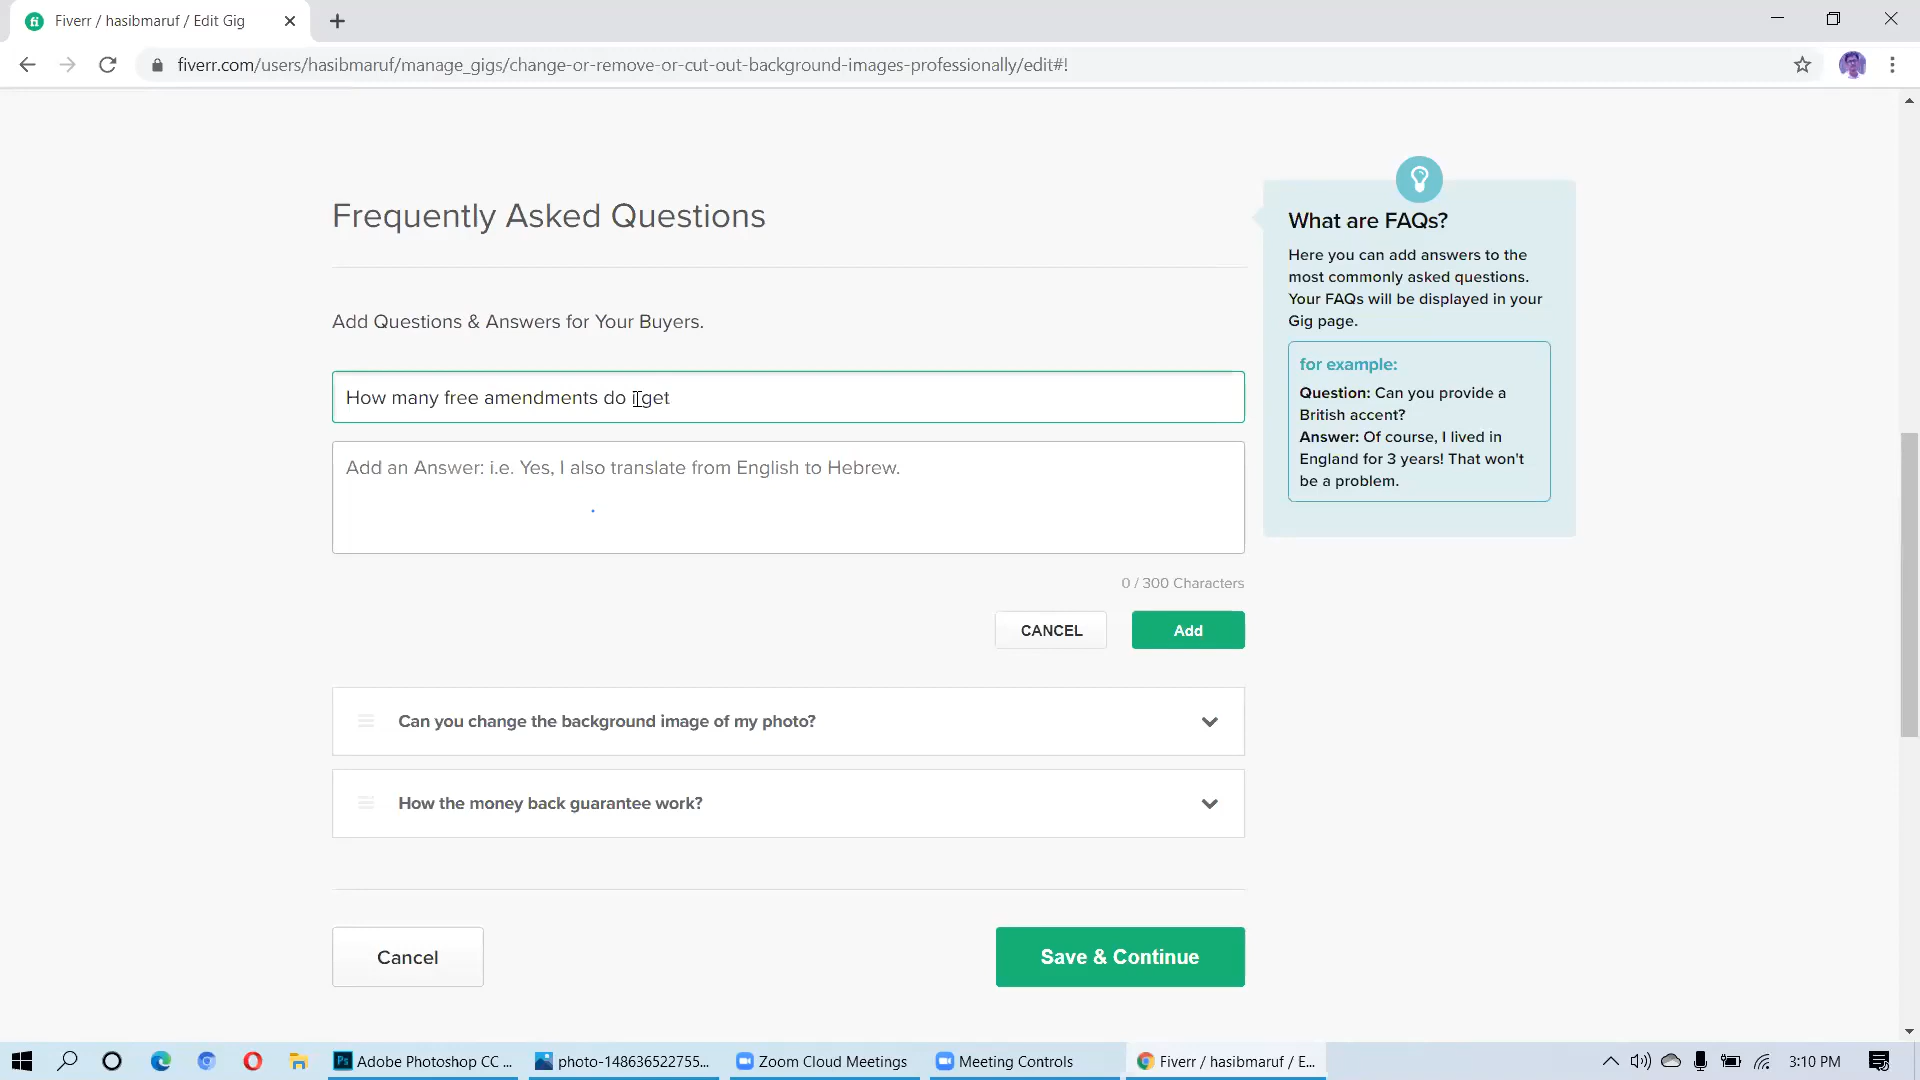 Fiverr / hasibmaruf / Edit Gig
fiverr.com/users/hasibmaruf/manage_gigs/change-or-remove-or-cut-out-background-images-professionally/edit#!
Frequently Asked Questions
Add Questions & Answers for Your Buyers.
How many free amendments do i get
Add an Answer: i.e. Yes, I also translate from English to Hebrew.
0 / 300 Characters
CANCEL
Add
Can you change the background image of my photo?
How the money back guarantee work?
Cancel
Save & Continue
What are FAQs?
Here you can add answers to the
most commonly asked questions.
Your FAQs will be displayed in your
Gig page.
for example:
Question: Can you provide a
British accent?
Answer: Of course, I lived in
England for 3 years! That won't
be a problem.
Ps
Adobe Photoshop CC ...
photo-148636522755...
Zoom Cloud Meetings
Meeting Controls
Fiverr / hasibmaruf / E...
3:10 PM